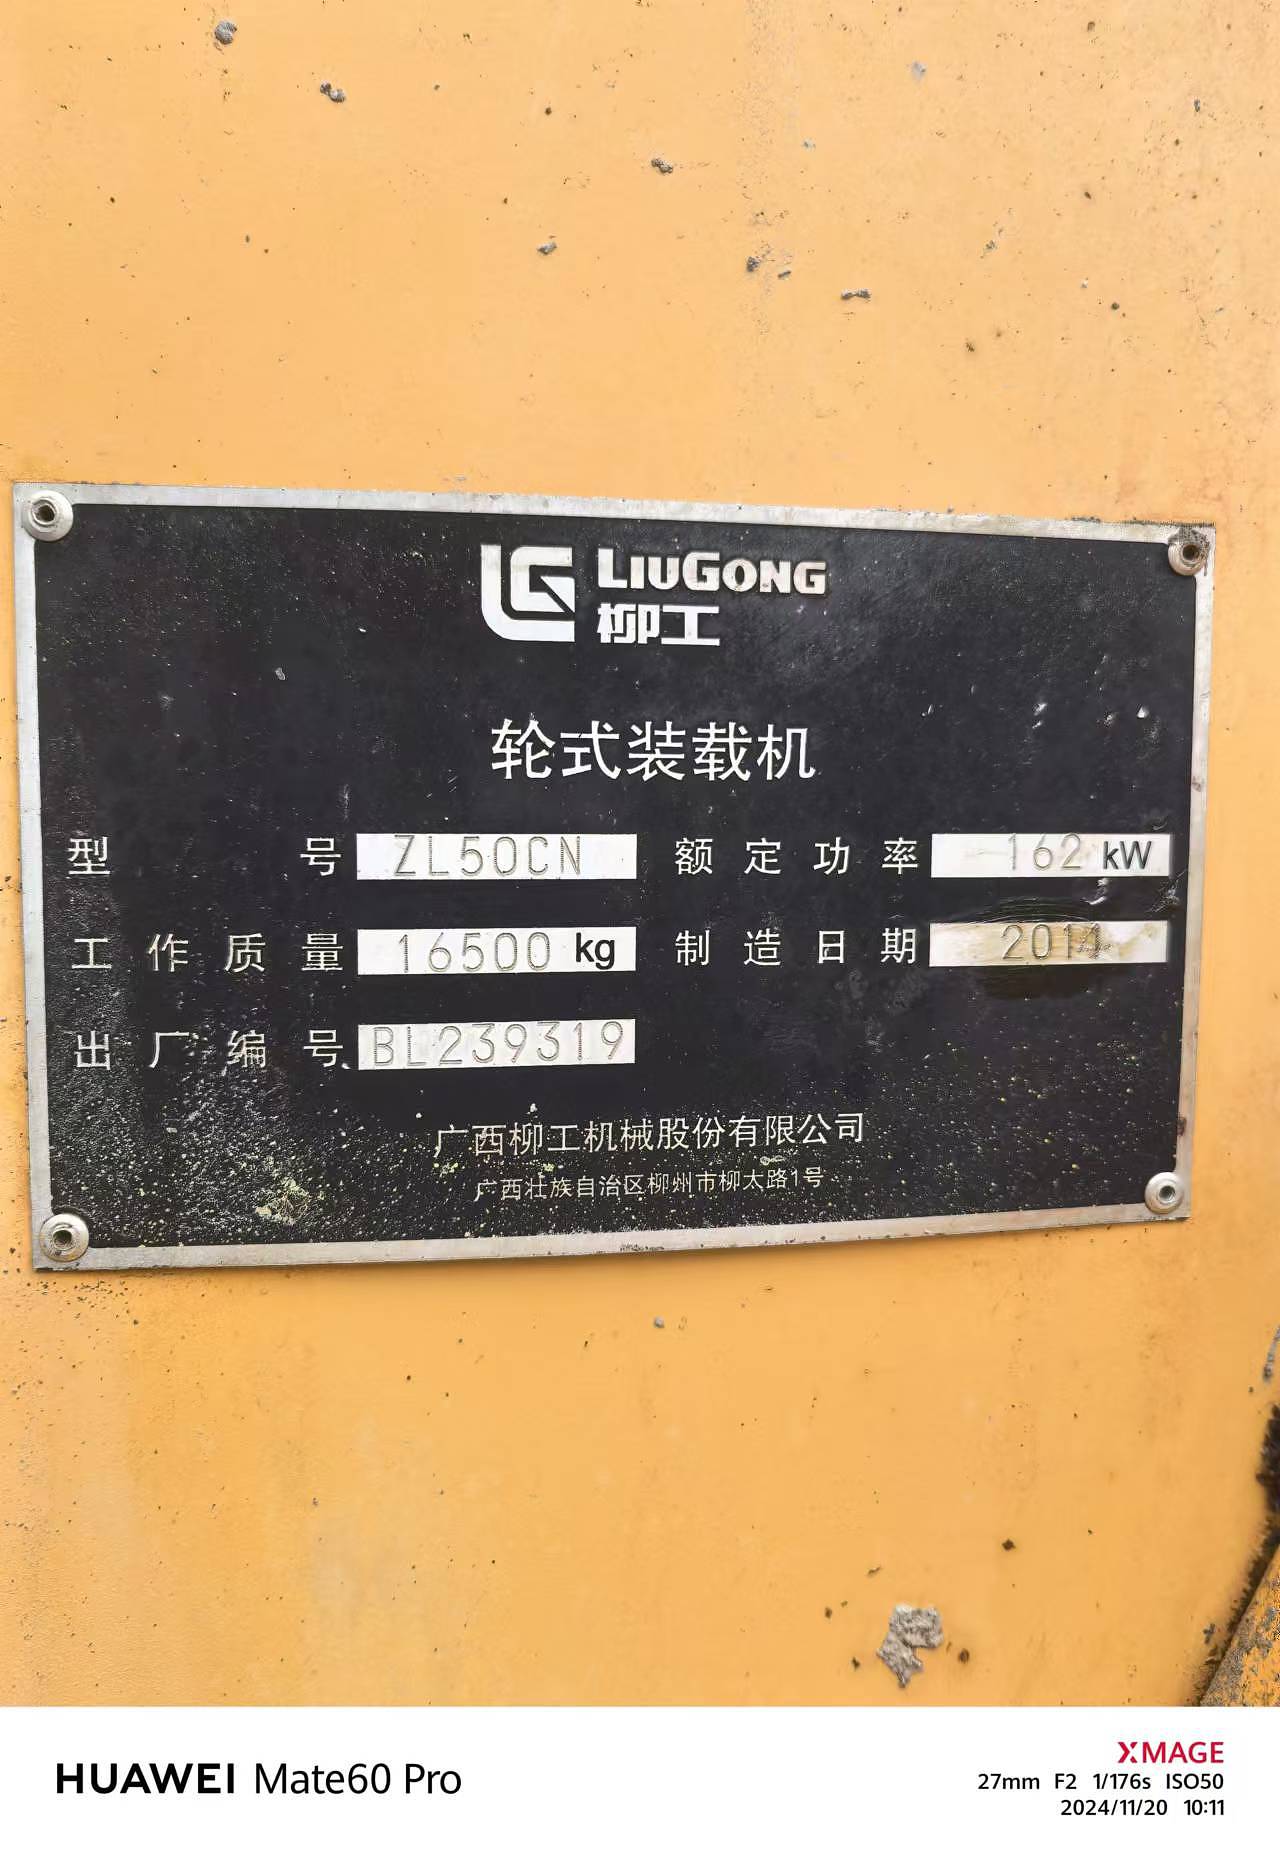 LIUGONG
柳工
轮式装载机
型号 ZL50CN 额定功率 162 kW
工作质量 16500 kg 制造日期 2014
出厂编号 BL239319
广西柳工机械股份有限公司
广西壮族自治区柳州市柳太路1号
HUAWEI Mate60 Pro
XMAGE
27mm F2 1/176s ISO50
2024/11/20 10:11